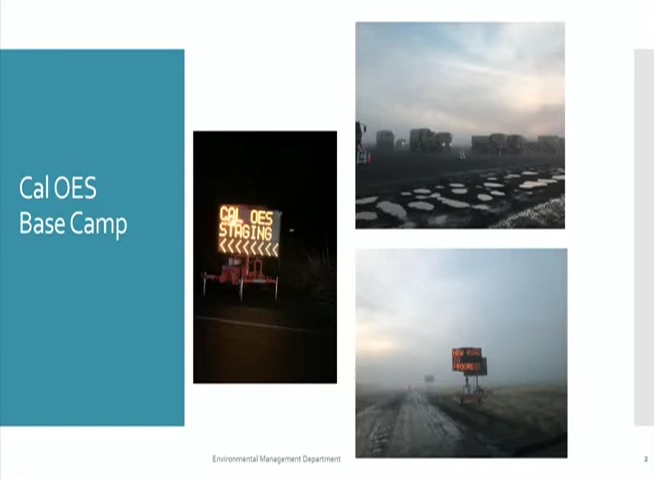 Cal OES
Base Camp
CAL OES
STAGING
<<<<<<<<
Environmental Management Department
2